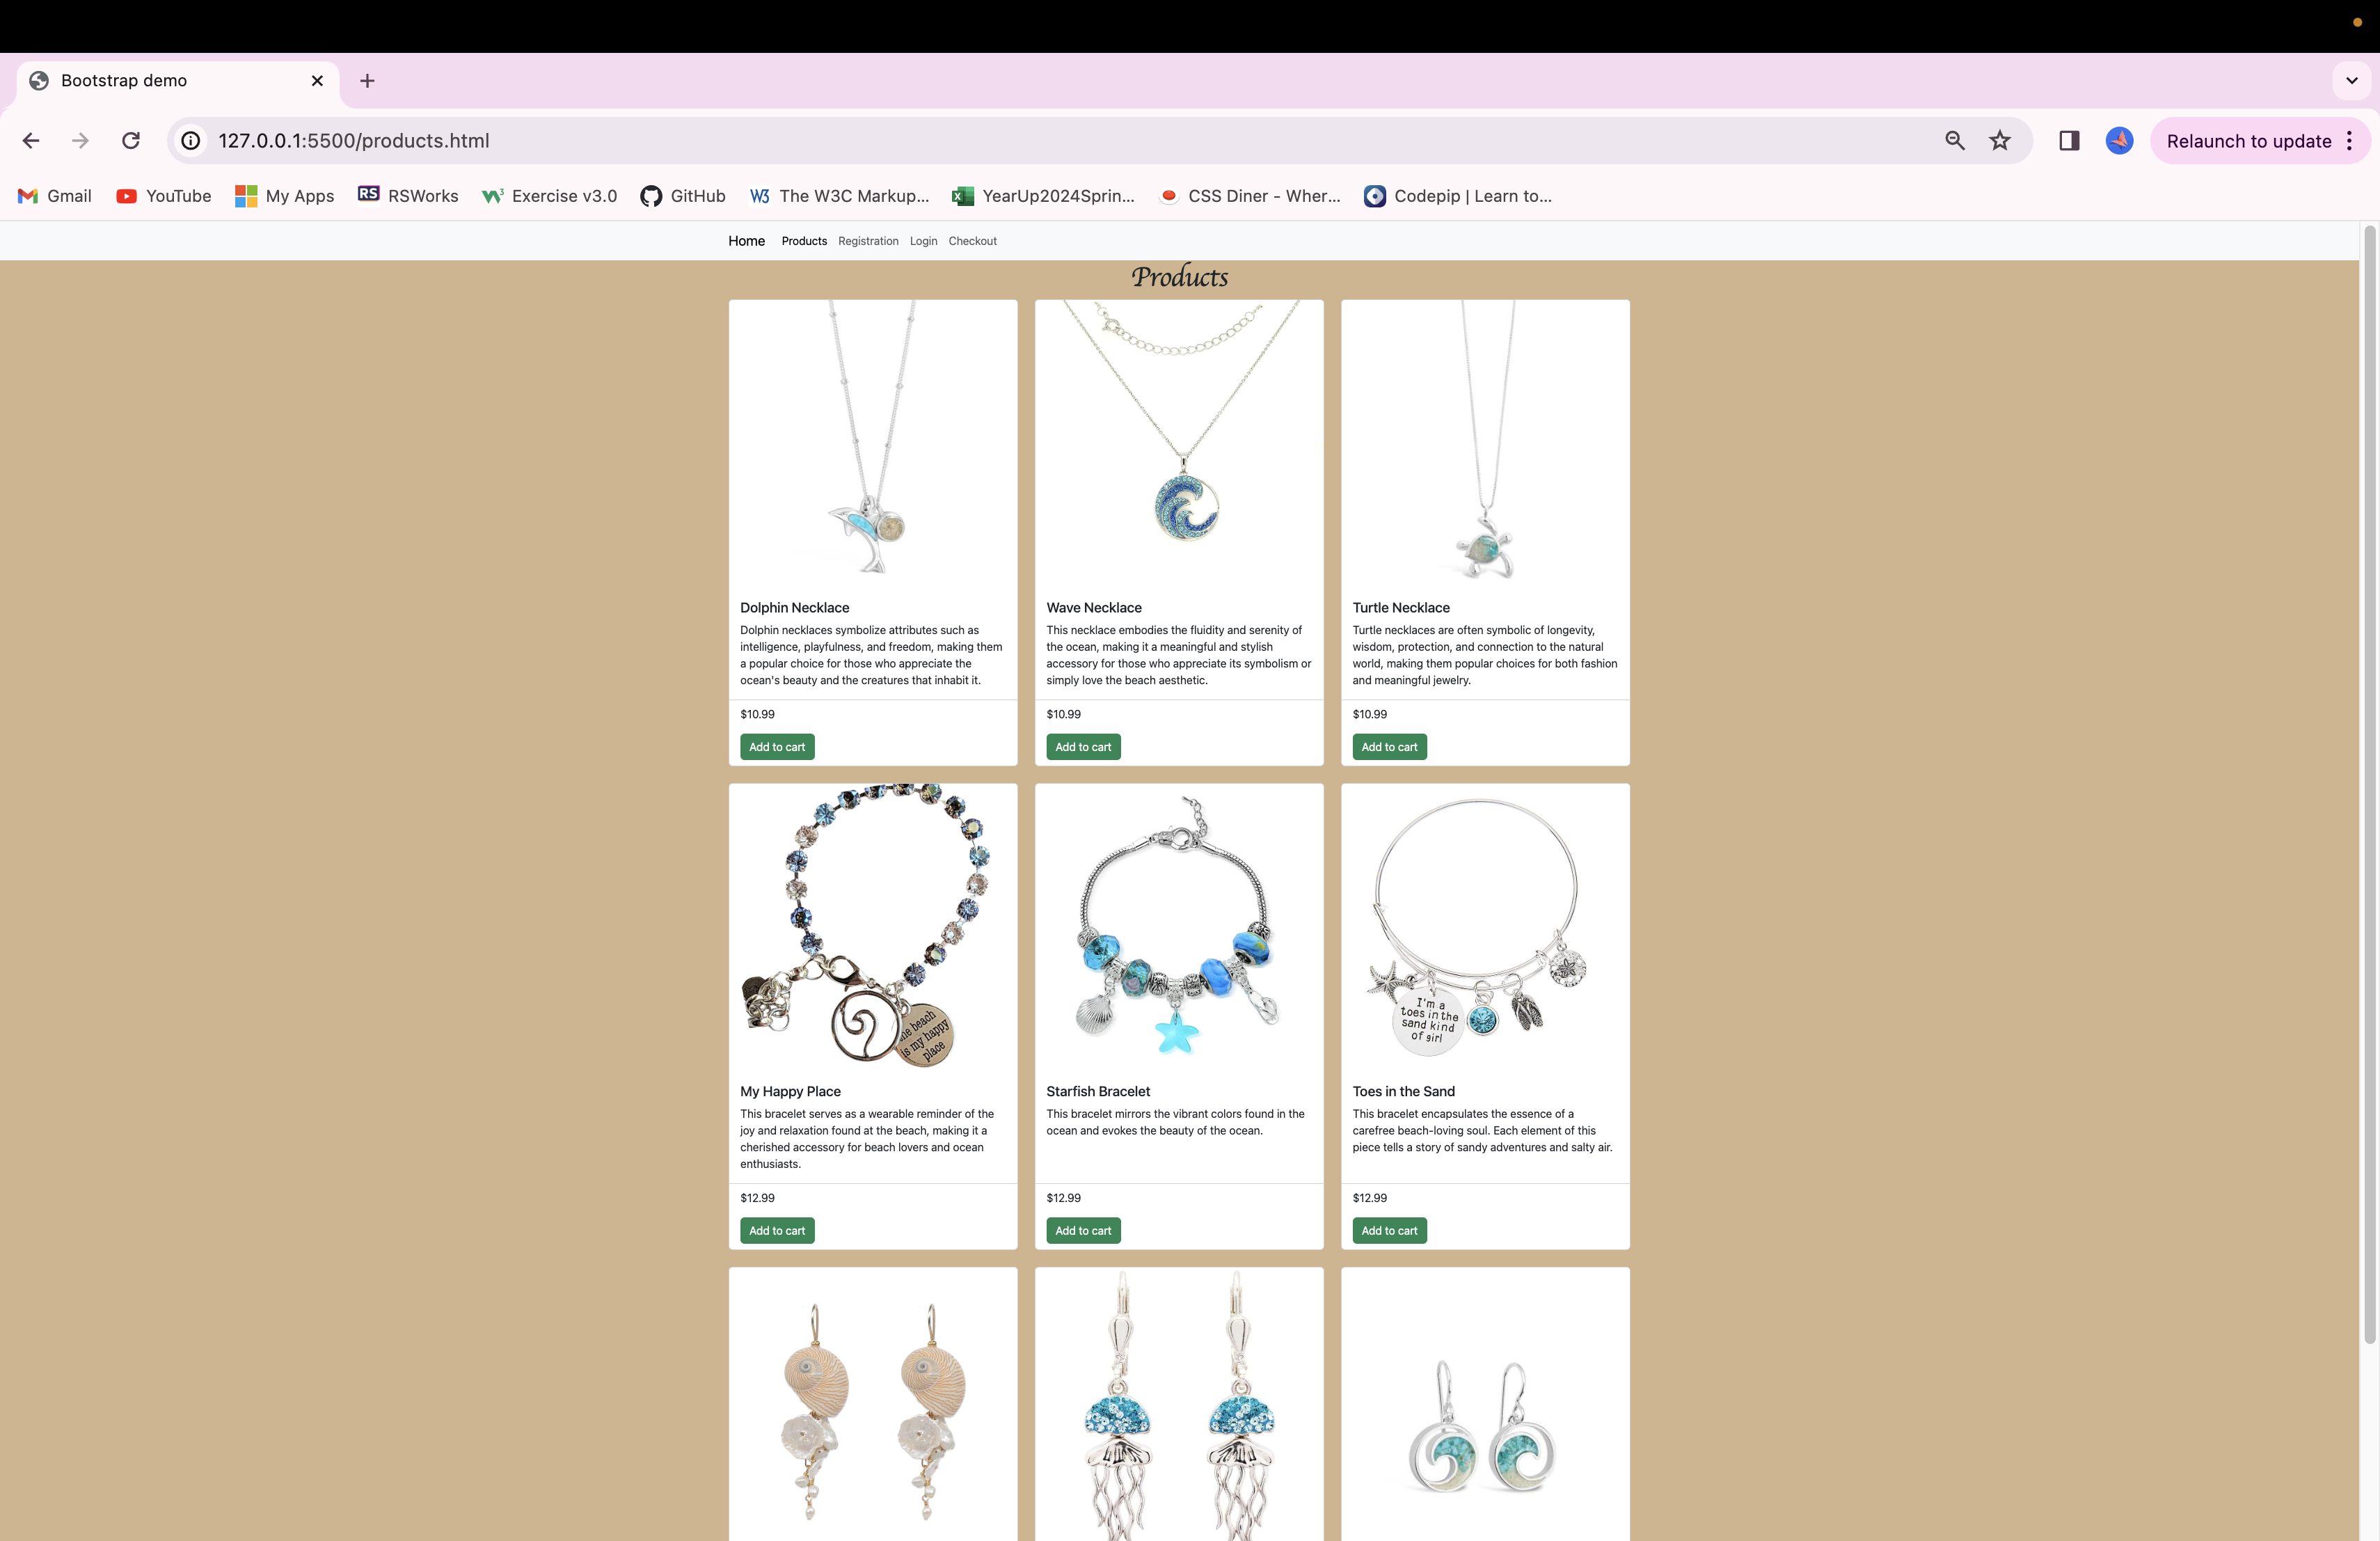 Bootstrap demo
127.0.0.1:5500/products.html
Relaunch to update
Gmail
YouTube
My Apps
RS
RSWorks
Exercise v3.0
GitHub
W3
The W3C Markup...
YearUp2024Sprin...
CSS Diner - Wher...
Codepip | Learn to...
Home Products Registration Login Checkout
Products
Dolphin Necklace
Dolphin necklaces symbolize attributes such as
intelligence, playfulness, and freedom, making them
a popular choice for those who appreciate the
ocean's beauty and the creatures that inhabit it.
$10.99
Add to cart
Wave Necklace
This necklace embodies the fluidity and serenity of
the ocean, making it a meaningful and stylish
accessory for those who appreciate its symbolism or
simply love the beach aesthetic.
$10.99
Add to cart
Turtle Necklace
Turtle necklaces are often symbolic of longevity,
wisdom, protection, and connection to the natural
world, making them popular choices for both fashion
and meaningful jewelry.
$10.99
Add to cart
beach
is my happy
place
My Happy Place
This bracelet serves as a wearable reminder of the
joy and relaxation found at the beach, making it a
cherished accessory for beach lovers and ocean
enthusiasts.
$12.99
Add to cart
Starfish Bracelet
This bracelet mirrors the vibrant colors found in the
ocean and evokes the beauty of the ocean.
$12.99
Add to cart
I'm a
toes in the
sand kind
of girl
Toes in the Sand
This bracelet encapsulates the essence of a
carefree beach-loving soul. Each element of this
piece tells a story of sandy adventures and salty air.
$12.99
Add to cart